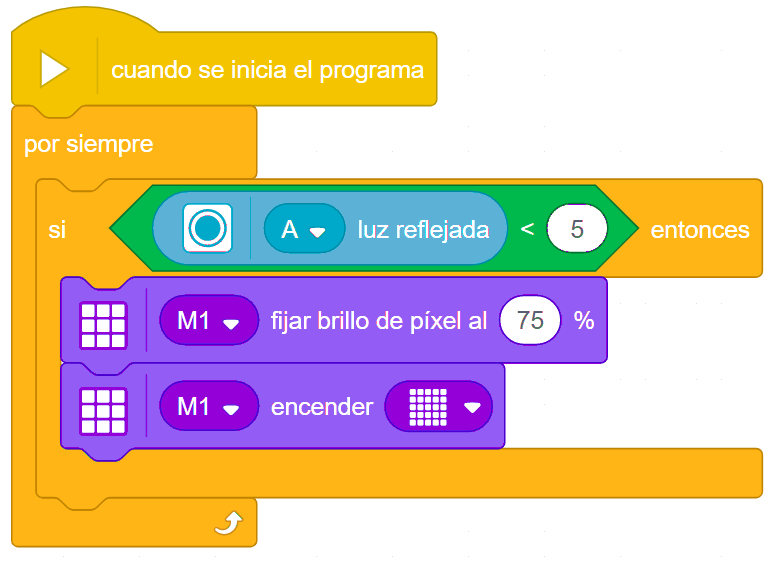 cuando se inicia el programa
por siempre
si A luz reflejada < 5 entonces
M1 fijar brillo de píxel al 75 %
M1 encender